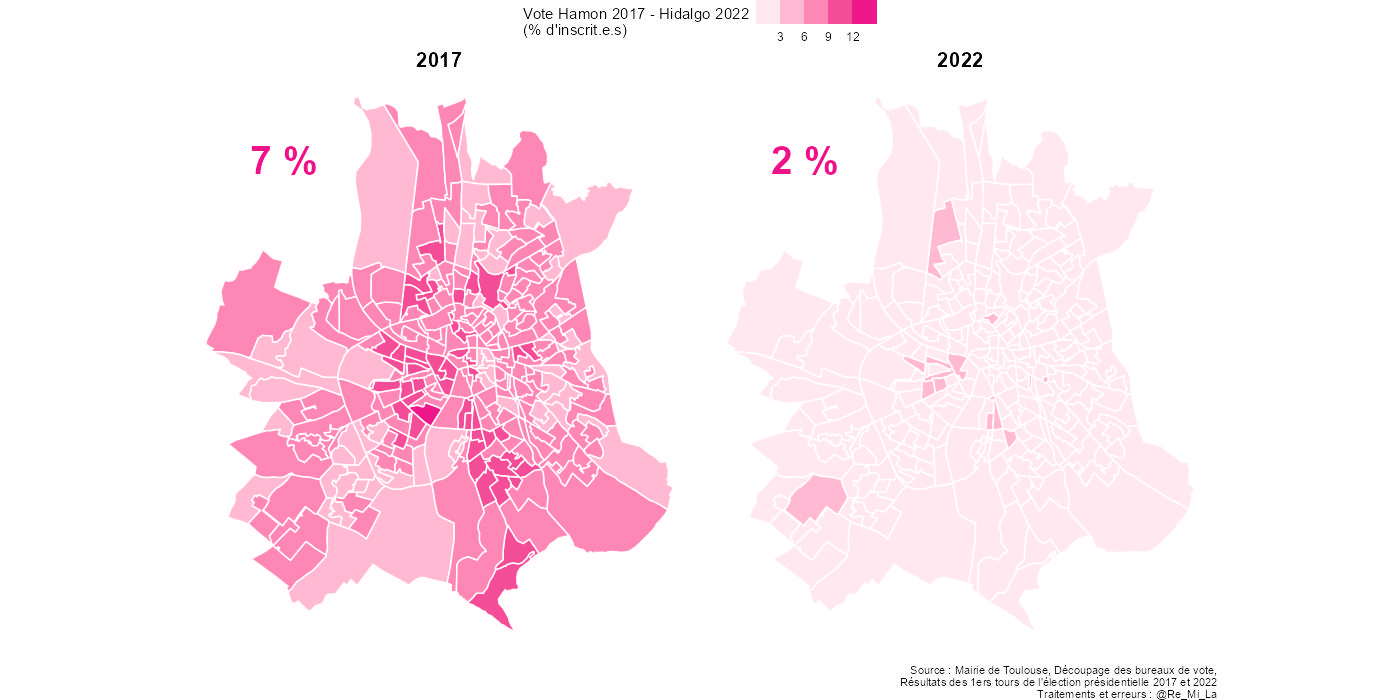 Vote Hamon 2017 - Hidalgo 2022
(% d'inscrit.e.s)
3 6 9 12
2017
2022
7 %
2 %
Source : Mairie de Toulouse, Découpage des bureaux de vote,
Résultats des 1ers tours de l'élection présidentielle 2017 et 2022
Traitements et erreurs : @Re_Mi_La